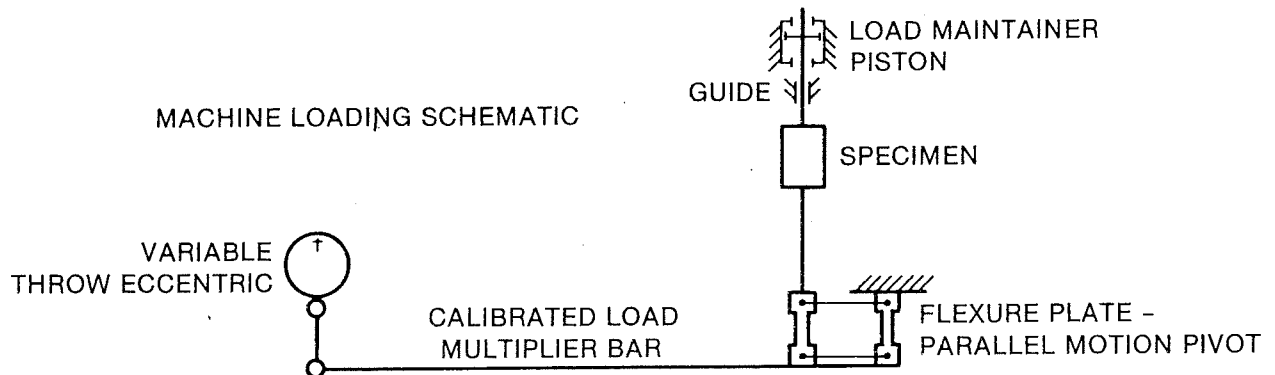 LOAD MAINTAINER
PISTON
GUIDE
MACHINE LOADING SCHEMATIC
SPECIMEN
VARIABLE
THROW ECCENTRIC
CALIBRATED LOAD
MULTIPLIER BAR
FLEXURE PLATE -
PARALLEL MOTION PIVOT